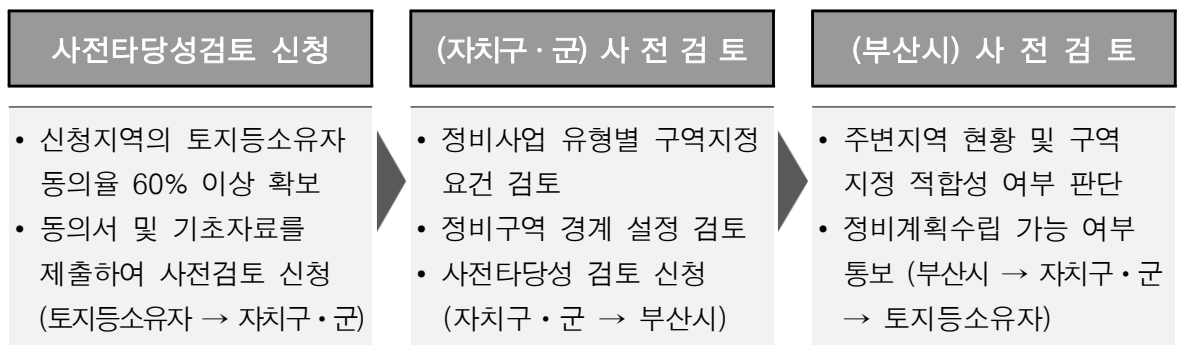 사전타당성검토 신청
• 신청지역의 토지등소유자
동의율 60% 이상 확보
• 동의서 및 기초자료를
제출하여 사전검토 신청
(토지등소유자 → 자치구・군)
(자치구・군) 사 전 검 토
• 정비사업 유형별 구역지정
요건 검토
• 정비구역 경계 설정 검토
• 사전타당성 검토 신청
(자치구・군 → 부산시)
(부산시) 사 전 검 토
• 주변지역 현황 및 구역
지정 적합성 여부 판단
• 정비계획수립 가능 여부
통보 (부산시 → 자치구・군
→ 토지등소유자)